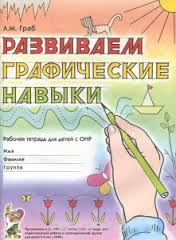 Л.М. Граб
РАЗВИВАЕМ
ГРАФИЧЕСКИЕ
НАВЫКИ
Рабочая тетрадь для детей с ОНР
Имя
Фамилия
Группа